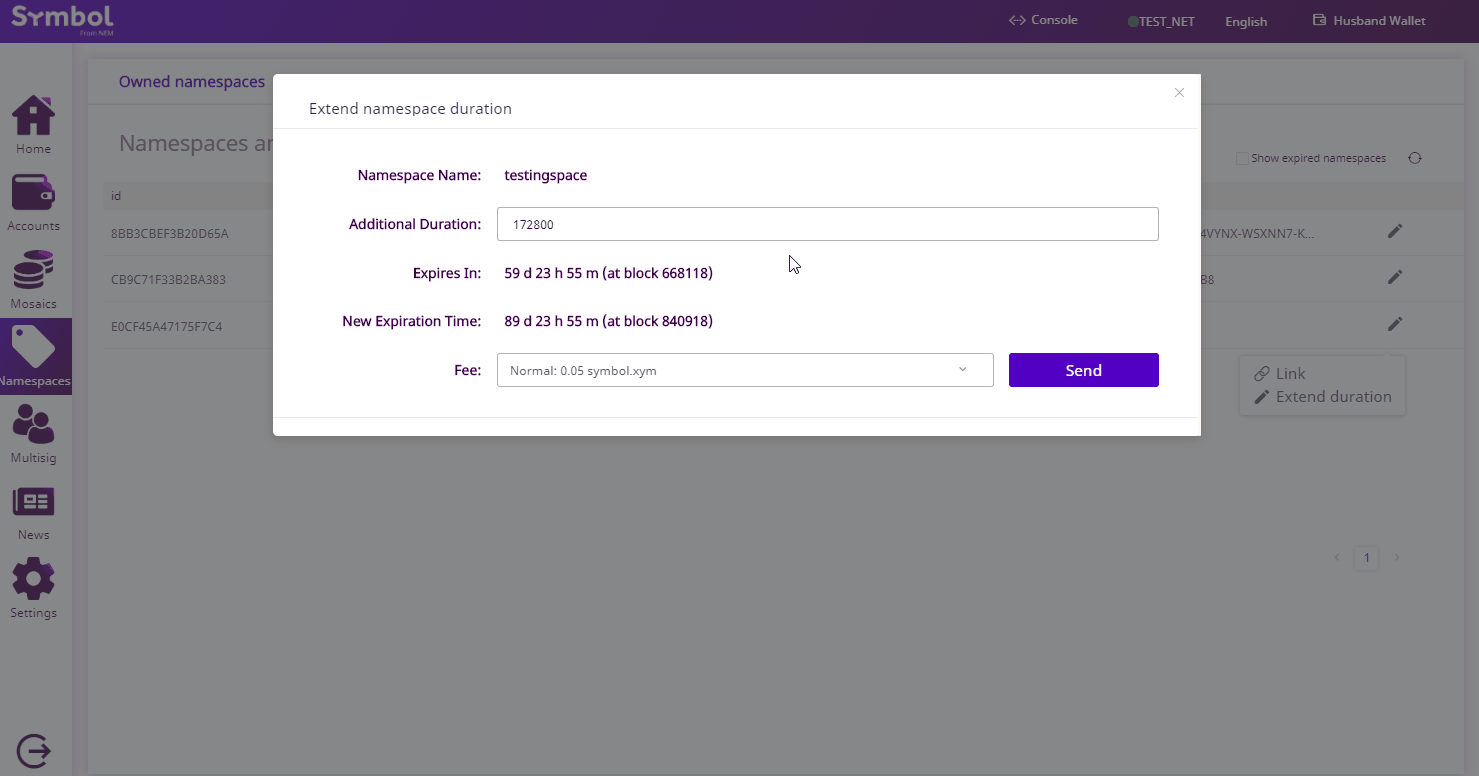 Symbol
From NEM
Console
TEST_NET
English
Husband Wallet
Owned namespaces
Extend namespace duration
Namespaces
Show expired namespaces
id
Namespace Name: testingspace
Additional Duration: 172800
Expires In: 59 d 23 h 55 m (at block 668118)
New Expiration Time: 89 d 23 h 55 m (at block 840918)
Fee: Normal: 0.05 symbol.xym
Send
8BB3CBEF3B20D65A
4VYNX-WSXNN7-K...
CB9C71F33B2BA383
B8
E0CF45A47175F7C4
Link
Extend duration
1
Home
Accounts
Mosaics
Namespaces
Multisig
News
Settings